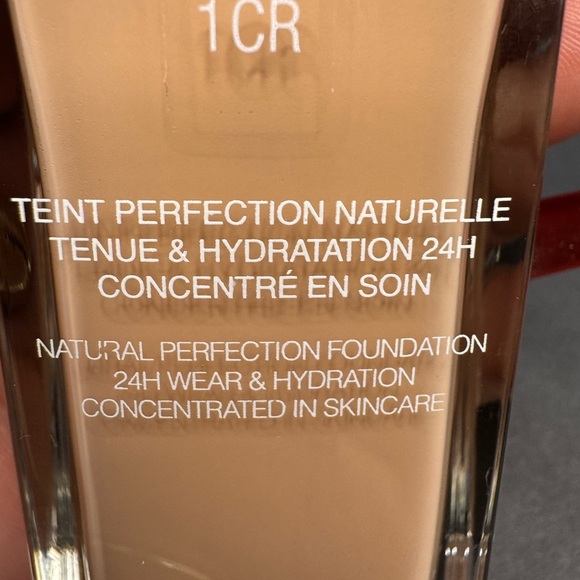 1CR
TEINT PERFECTION NATURELLE
TENUE & HYDRATATION 24H
CONCENTRÉ EN SOIN
NATURAL PERFECTION FOUNDATION
24H WEAR & HYDRATION
CONCENTRATED IN SKINCARE